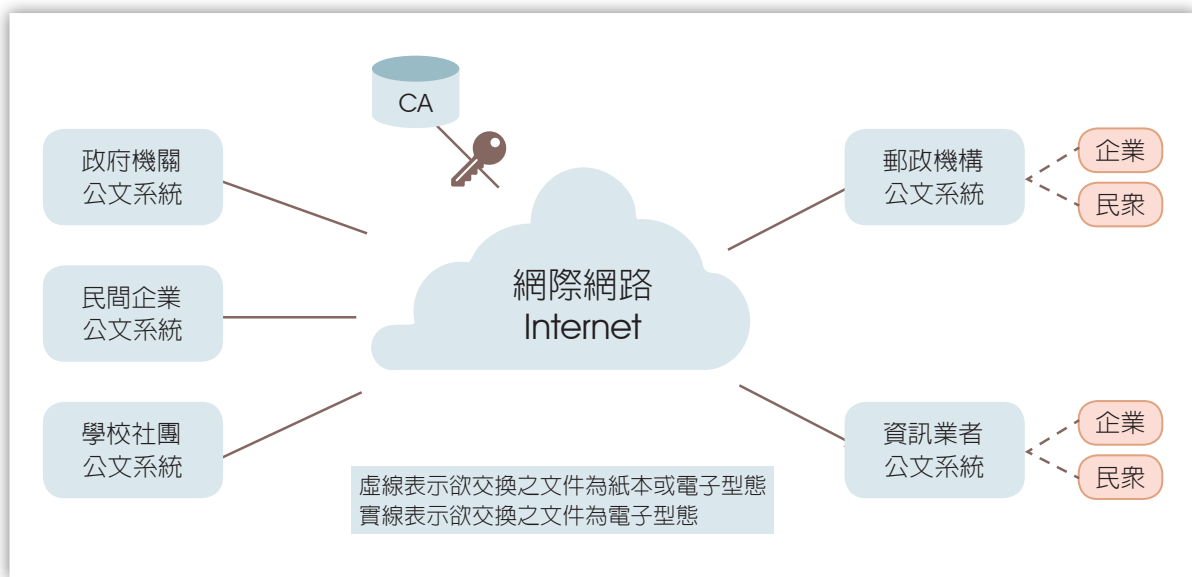 CA
政府機關
公文系統
民間企業
公文系統
學校社團
公文系統
網際網路
Internet
郵政機構
公文系統
企業
民眾
資訊業者
公文系統
企業
民眾
虛線表示欲交換之文件為紙本或電子型態
實線表示欲交換之文件為電子型態